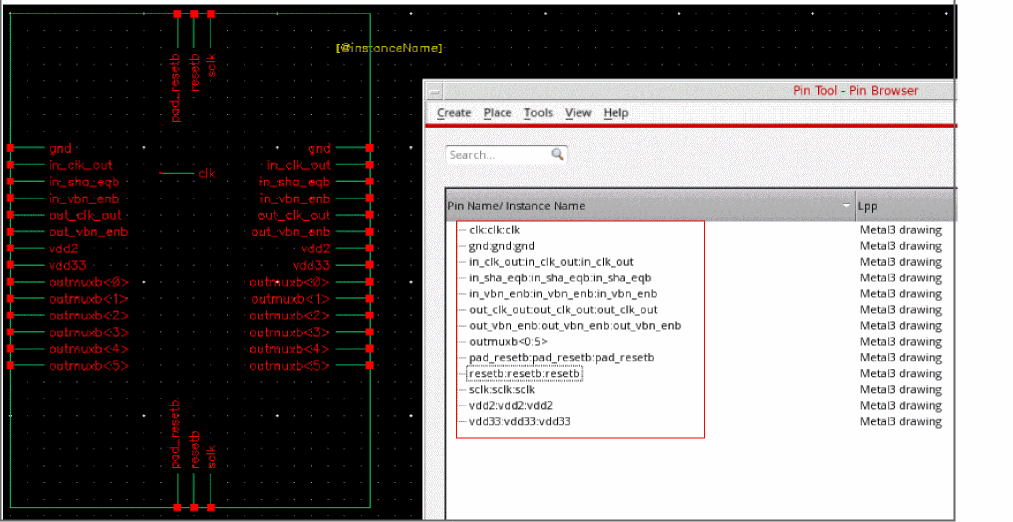 pad_resetb
resetb
sclk
[@instanceName]
gnd
in_clk_out
in_sha_eqb
in_vbn_enb
out_clk_out
out_vbn_enb
vdd2
vdd33
outmuxb<0>
outmuxb<1>
outmuxb<2>
outmuxb<3>
outmuxb<4>
outmuxb<5>
clk
gnd
in_clk_out
in_sha_eqb
in_vbn_enb
out_clk_out
out_vbn_enb
vdd2
vdd33
outmuxb<0>
outmuxb<1>
outmuxb<2>
outmuxb<3>
outmuxb<4>
outmuxb<5>
pad_resetb
resetb
sclk
Pin Tool - Pin Browser
Create Place Tools View Help
Search...
Pin Name/ Instance Name Lpp
clk:clk:clk Metal3 drawing
gnd:gnd:gnd Metal3 drawing
in_clk_out:in_clk_out:in_clk_out Metal3 drawing
in_sha_eqb:in_sha_eqb:in_sha_eqb Metal3 drawing
in_vbn_enb:in_vbn_enb:in_vbn_enb Metal3 drawing
out_clk_out:out_clk_out:out_clk_out Metal3 drawing
out_vbn_enb:out_vbn_enb:out_vbn_enb Metal3 drawing
outmuxb<0:5> Metal3 drawing
pad_resetb:pad_resetb:pad_resetb Metal3 drawing
resetb:resetb:resetb Metal3 drawing
sclk:sclk:sclk Metal3 drawing
vdd2:vdd2:vdd2 Metal3 drawing
vdd33:vdd33:vdd33 Metal3 drawing